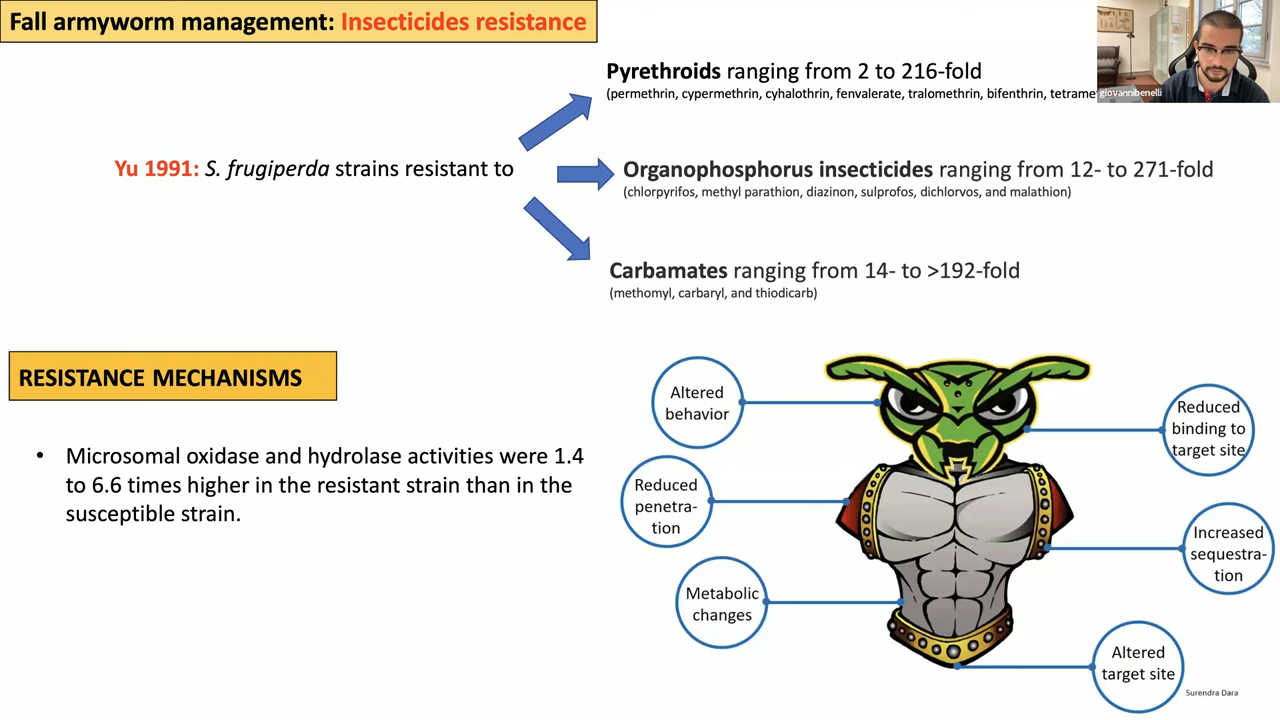 Fall armyworm management: Insecticides resistance
Pyrethroids ranging from 2 to 216-fold
(permethrin, cypermethrin, cyhalothrin, fenvalerate, tralomethrin, bifenthrin, tetrame
giovannibenelli
Yu 1991: S. frugiperda strains resistant to
Organophosphorus insecticides ranging from 12- to 271-fold
(chlorpyrifos, methyl parathion, diazinon, sulprofos, dichlorvos, and malathion)
Carbamates ranging from 14- to >192-fold
(methomyl, carbaryl, and thiodicarb)
RESISTANCE MECHANISMS
• Microsomal oxidase and hydrolase activities were 1.4
to 6.6 times higher in the resistant strain than in the
susceptible strain.
Altered
behavior
Reduced
penetra-
tion
Metabolic
changes
Reduced
binding to
target site
Increased
sequestra-
tion
Altered
target site
Surendra Dara